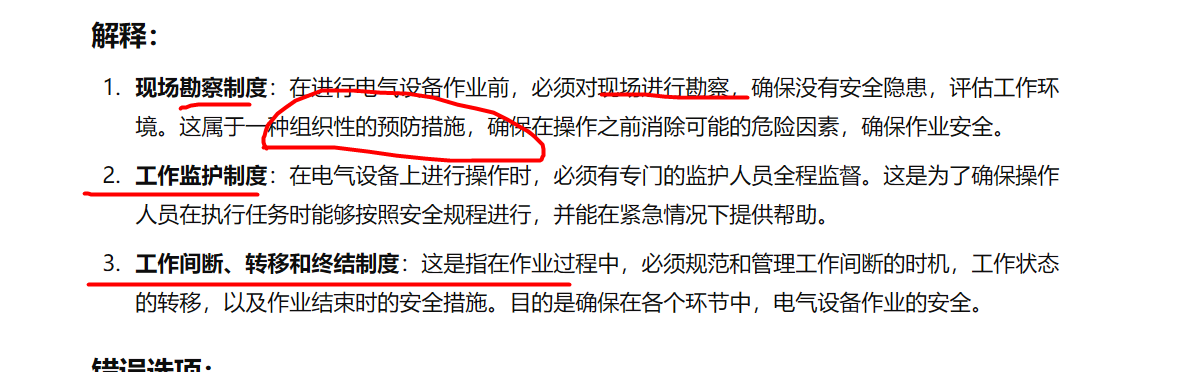 解释：
1. 现场勘察制度：在进行电气设备作业前，必须对现场进行勘察，确保没有安全隐患，评估工作环
境。这属于一种组织性的预防措施，确保在操作之前消除可能的危险因素，确保作业安全。
2. 工作监护制度：在电气设备上进行操作时，必须有专门的监护人员全程监督。这是为了确保操作
人员在执行任务时能够按照安全规程进行，并能在紧急情况下提供帮助。
3. 工作间断、转移和终结制度：这是指在作业过程中，必须规范和管理工作间断的时机，工作状态
的转移，以及作业结束时的安全措施。目的是确保在各个环节中，电气设备作业的安全。
错误选项：